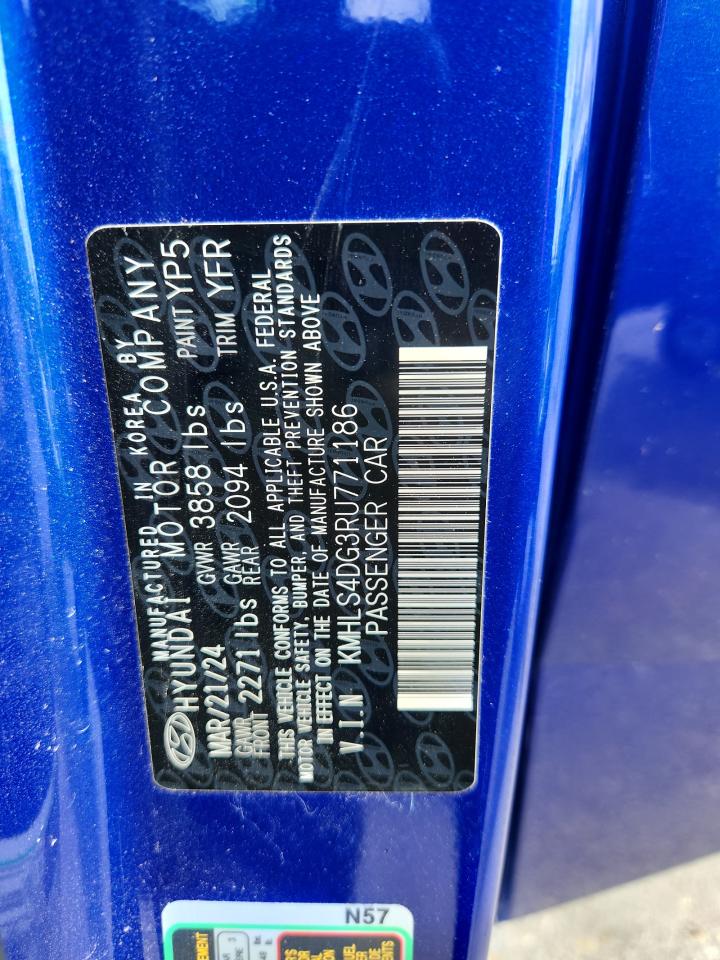 MANUFACTURED IN KOREA BY
HYUNDAI MOTOR COMPANY
MAR/21/24 GVWR 3858 lbs PAINT YP5
GAWR FRONT 2271 lbs GAWR REAR 2094 lbs TRIM YFR
THIS VEHICLE CONFORMS TO ALL APPLICABLE U.S.A. FEDERAL
MOTOR VEHICLE SAFETY, BUMPER, AND THEFT PREVENTION STANDARDS
IN EFFECT ON THE DATE OF MANUFACTURE SHOWN ABOVE
V.I.N KMHLS4DG3RU771186
PASSENGER CAR
N57